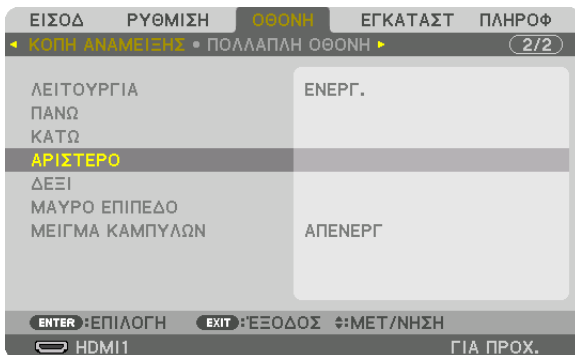 ΕΙΣΟΔ ΡΥΘΜΙΣΗ ΟΘΟΝΗ ΕΓΚΑΤΑΣΤ ΠΛΗΡΟΦ
◂ ΚΟΠΗ ΑΝΑΜΕΙΞΗΣ • ΠΟΛΛΑΠΛΗ ΟΘΟΝΗ ▸ 2/2
ΛΕΙΤΟΥΡΓΙΑ ΕΝΕΡΓ.
ΠΑΝΩ
ΚΑΤΩ
ΑΡΙΣΤΕΡΟ
ΔΕΞΙ
ΜΑΥΡΟ ΕΠΙΠΕΔΟ
ΜΕΙΓΜΑ ΚΑΜΠΥΛΩΝ ΑΠΕΝΕΡΓ
ENTER :ΕΠΙΛΟΓΗ EXIT :ΈΞΟΔΟΣ ⬍:ΜΕΤ/ΝΗΣΗ
HDMI1 ΓΙΑ ΠΡΟΧ.